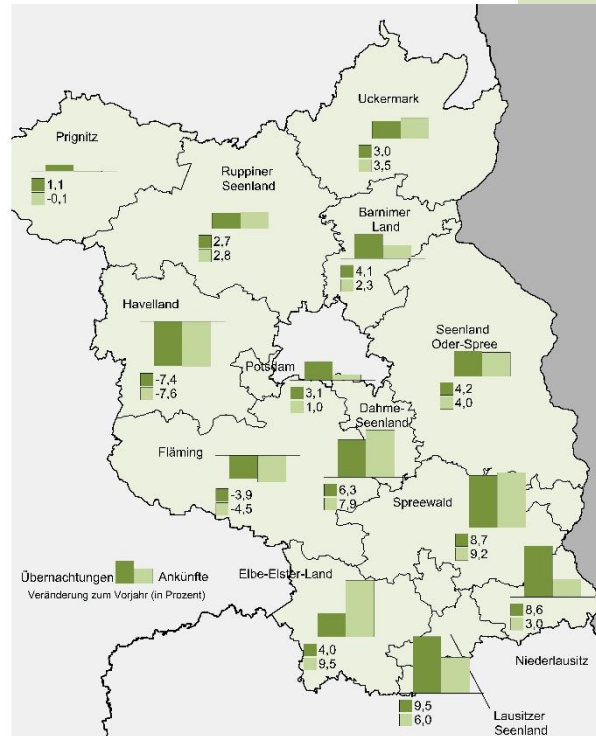 Uckermark
3,0
3,5
Prignitz
1,1
-0,1
Ruppiner
Seenland
2,7
2,8
Barnimer
Land
4,1
2,3
Havelland
-7,4
-7,6
Seenland
Oder-Spree
4,2
4,0
Potsdam
3,1
1,0
Dahme-
Seenland
6,3
7,9
Fläming
-3,9
-4,5
Spreewald
8,7
9,2
Übernachtungen
Ankünfte
Veränderung zum Vorjahr (in Prozent)
Elbe-Elster-Land
4,0
9,5
8,6
3,0
Niederlausitz
9,5
6,0
Lausitzer
Seenland